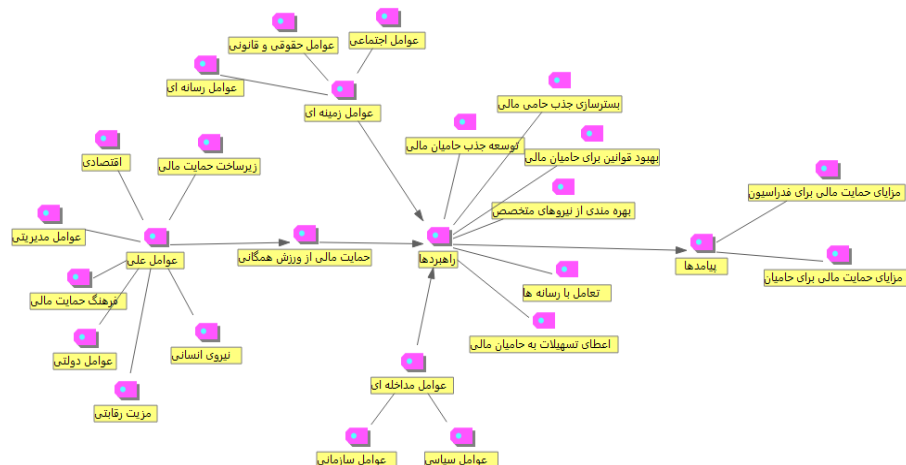 عوامل اجتماعی
عوامل حقوقی و قانونی
عوامل رسانه ای
عوامل زمینه ای
بسترسازی جذب حامی مالی
توسعه جذب حامیان مالی
بهبود قوانین برای حامیان مالی
بهره مندی از نیروهای متخصص
زیرساخت حمایت مالی
اقتصادی
مزایای حمایت مالی برای فدراسیون
عوامل مدیریتی
عوامل علی
حمایت مالی از ورزش همگانی
راهبردها
پیامدها
مزایای حمایت مالی برای حامیان
تعامل با رسانه ها
فرهنگ حمایت مالی
اعطای تسهیلات به حامیان مالی
نیروی انسانی
عوامل دولتی
عوامل مداخله ای
مزیت رقابتی
عوامل سیاسی
عوامل سازمانی